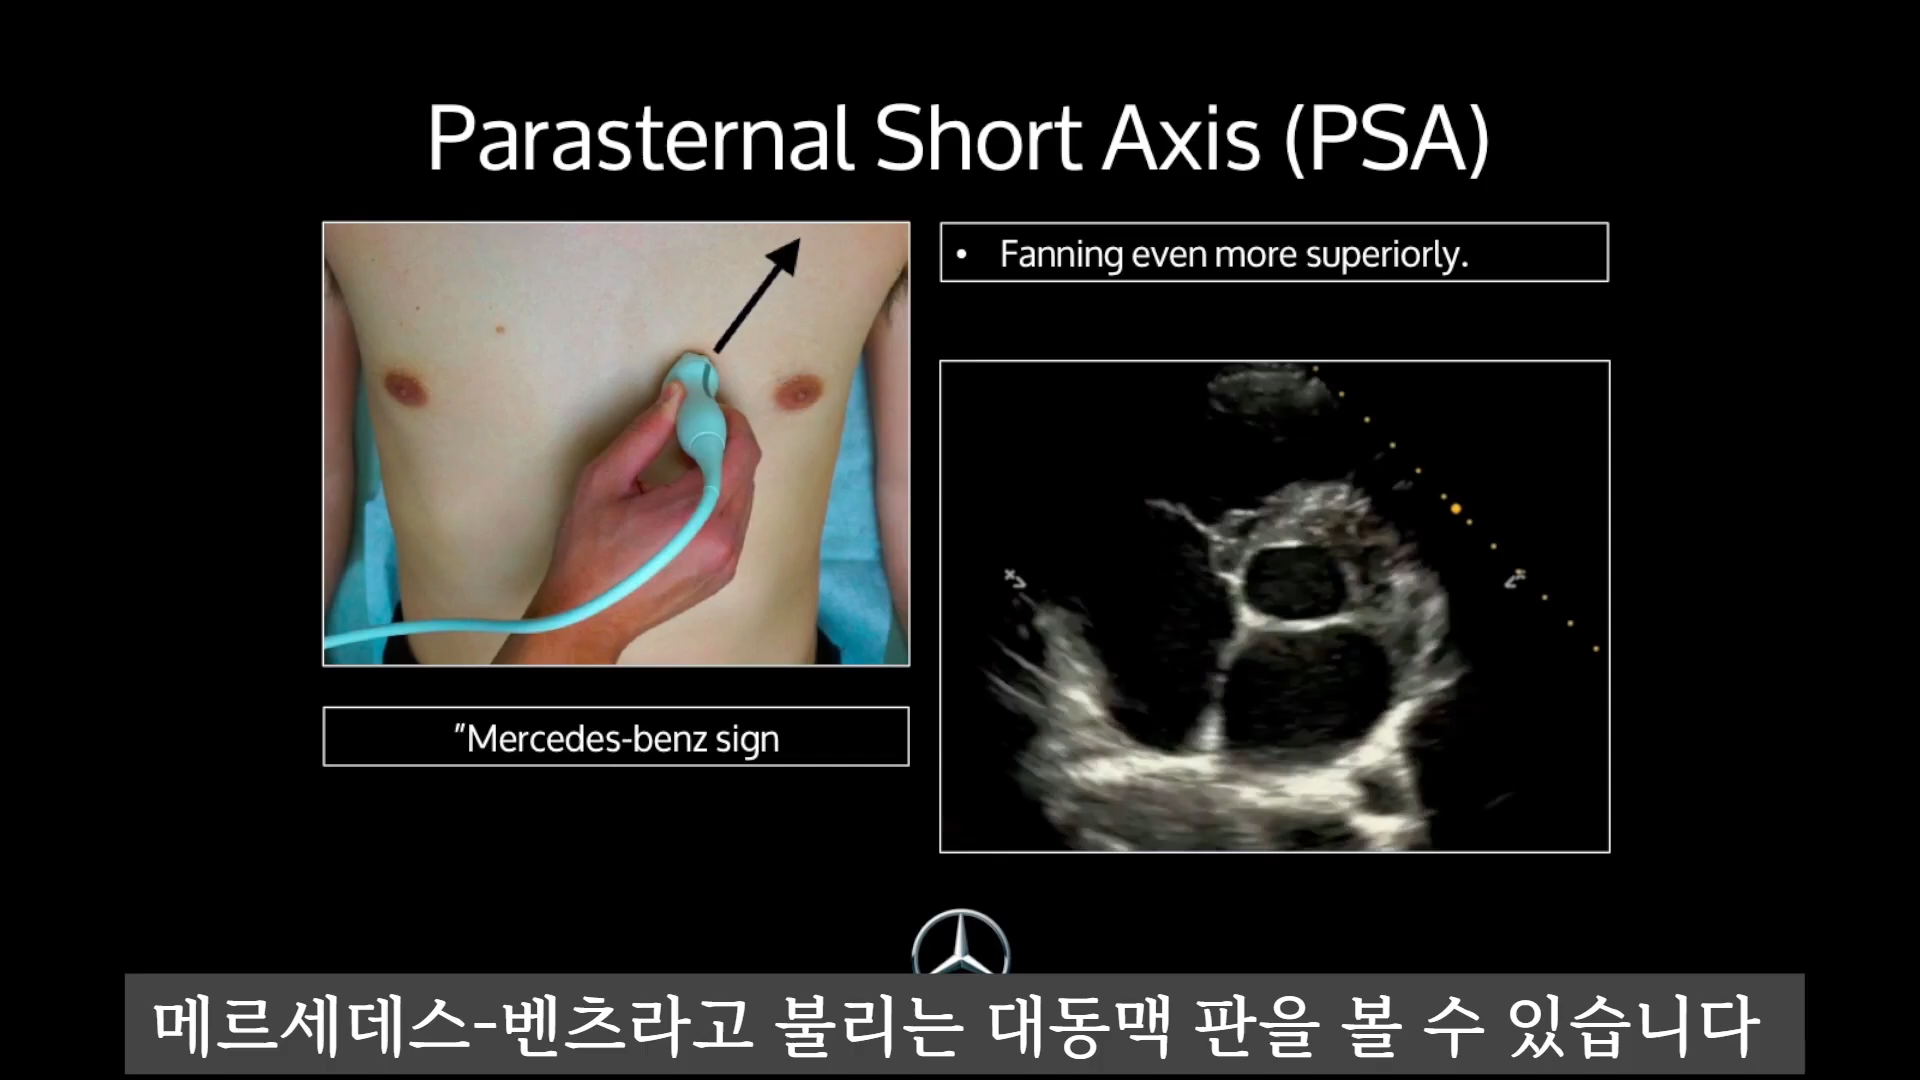 Parasternal Short Axis (PSA)
• Fanning even more superiorly.
"Mercedes-benz sign
메르세데스-벤츠라고 불리는 대동맥 판을 볼 수 있습니다